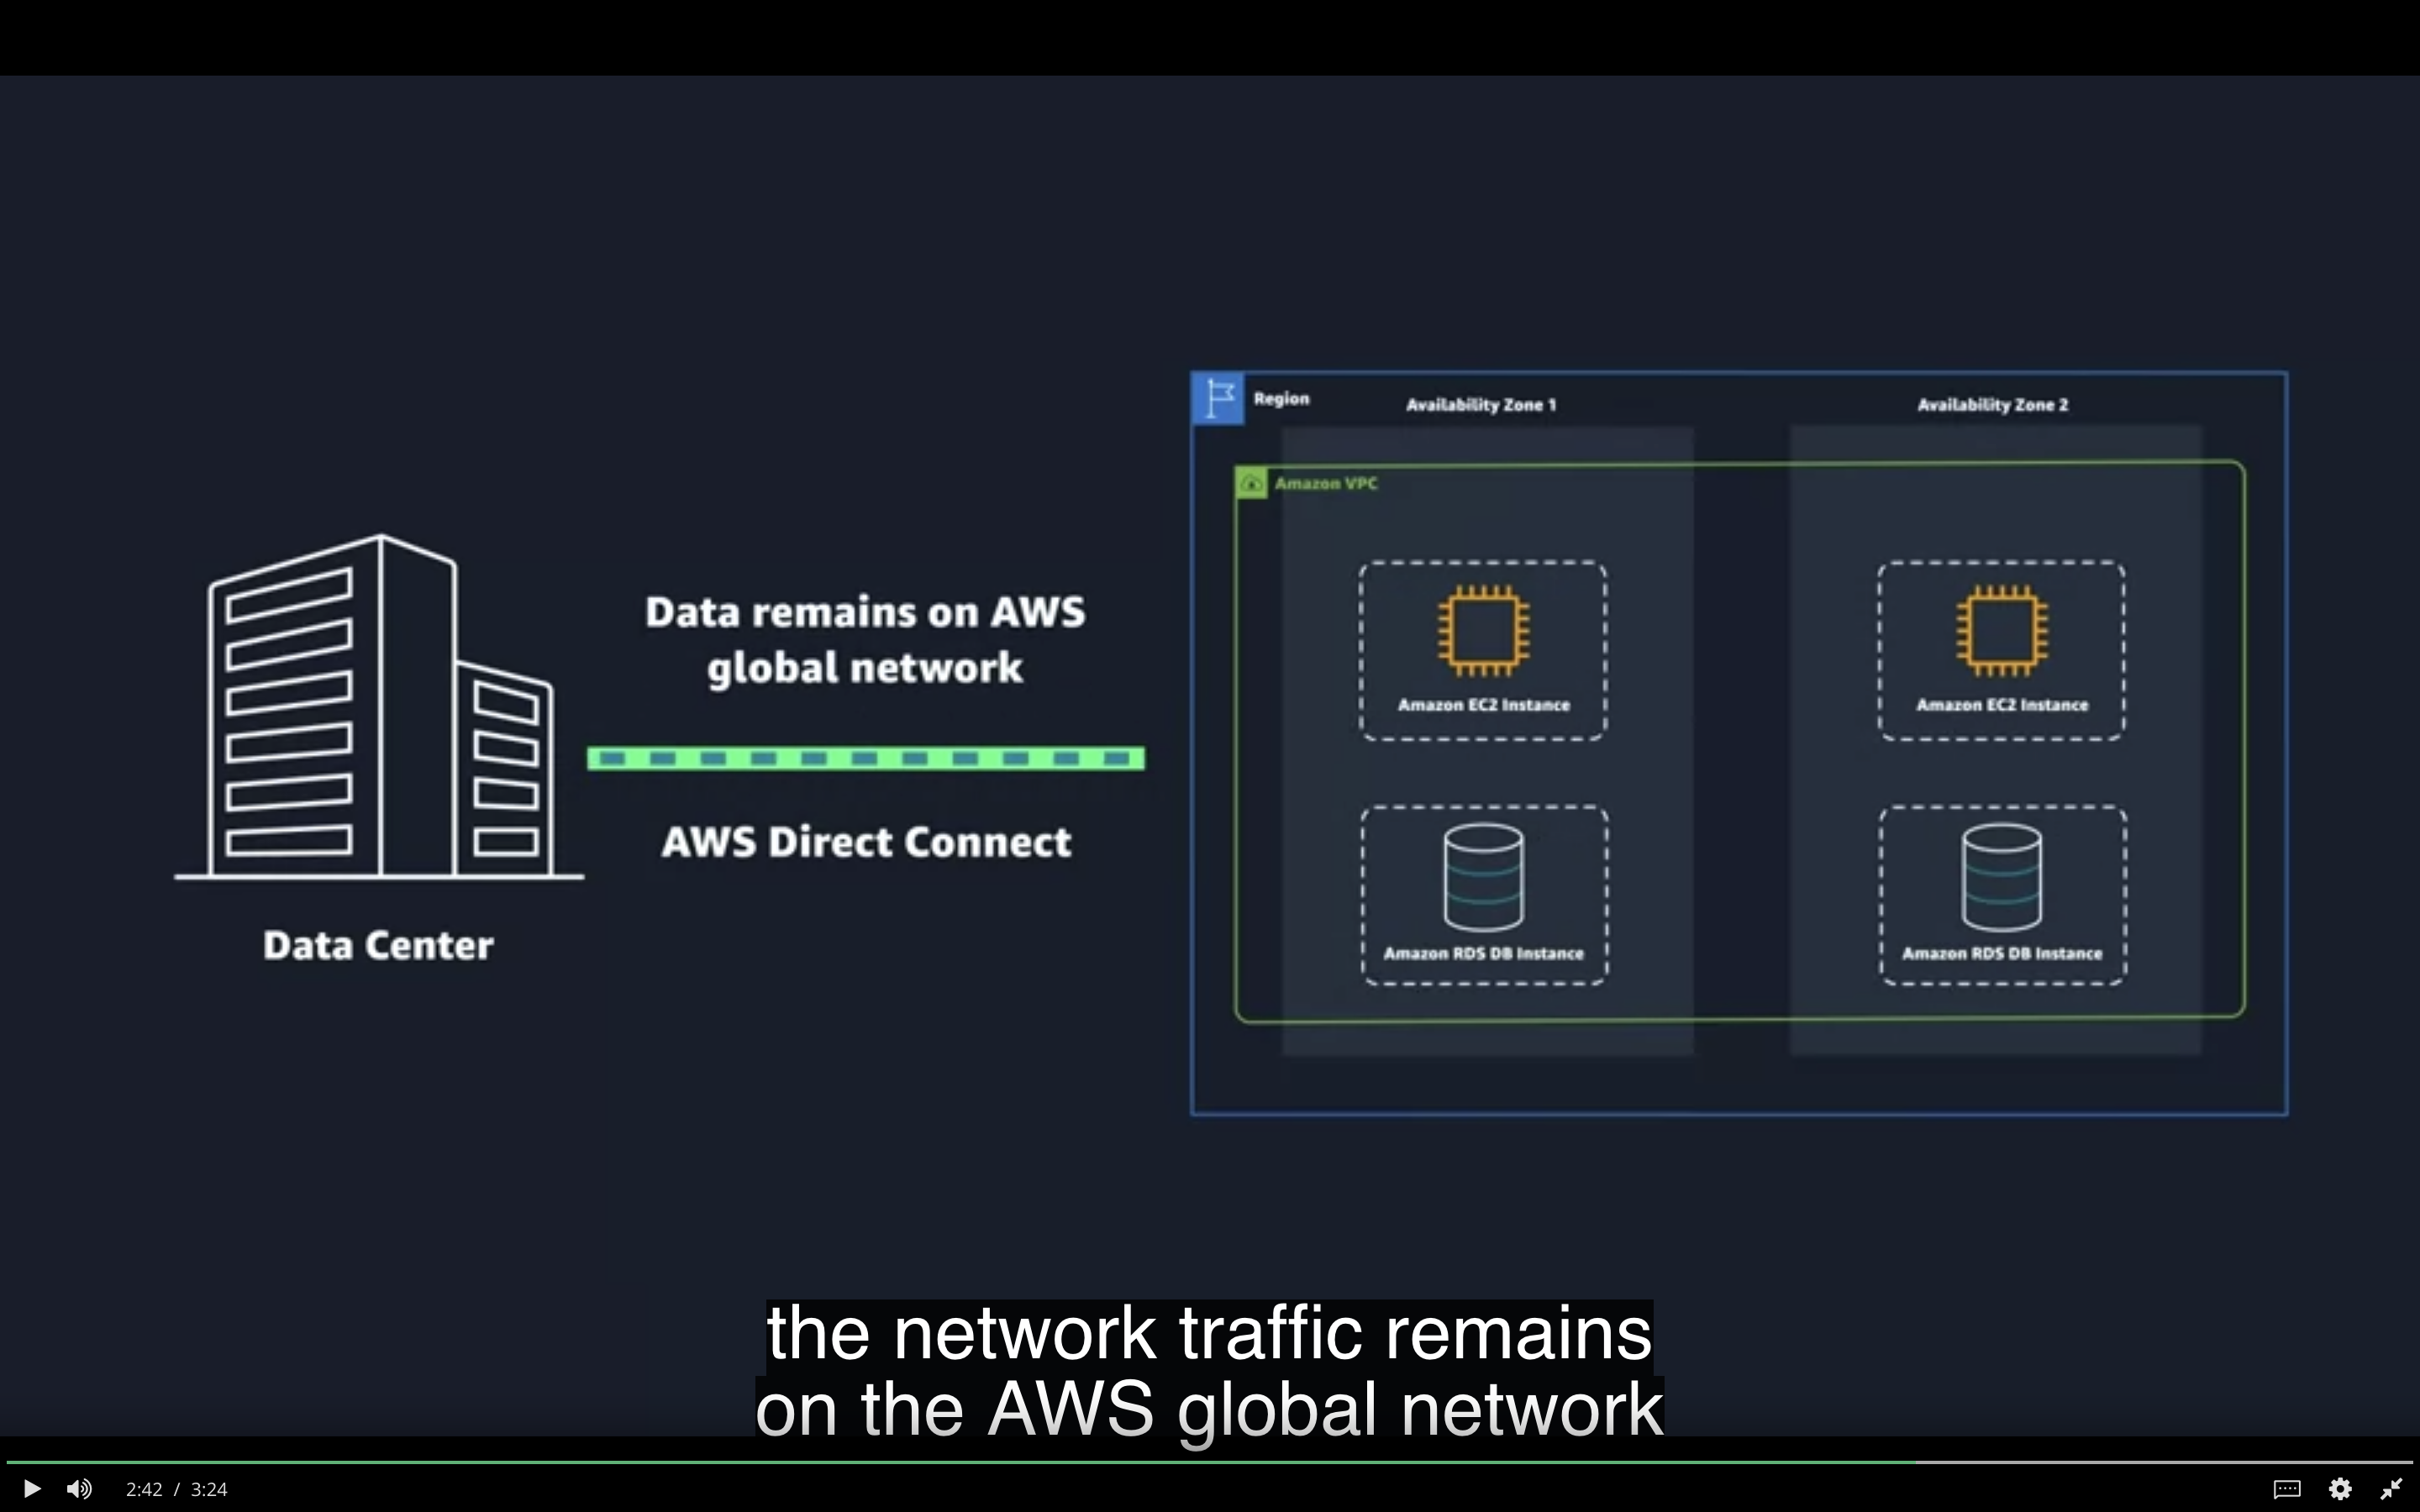 Region
Availability Zone 1
Availability Zone 2
Amazon VPC
Data remains on AWS
global network
Amazon EC2 Instance
Amazon EC2 Instance
AWS Direct Connect
Data Center
Amazon RDS DB Instance
Amazon RDS DB Instance
the network traffic remains
on the AWS global network
2:42 / 3:24